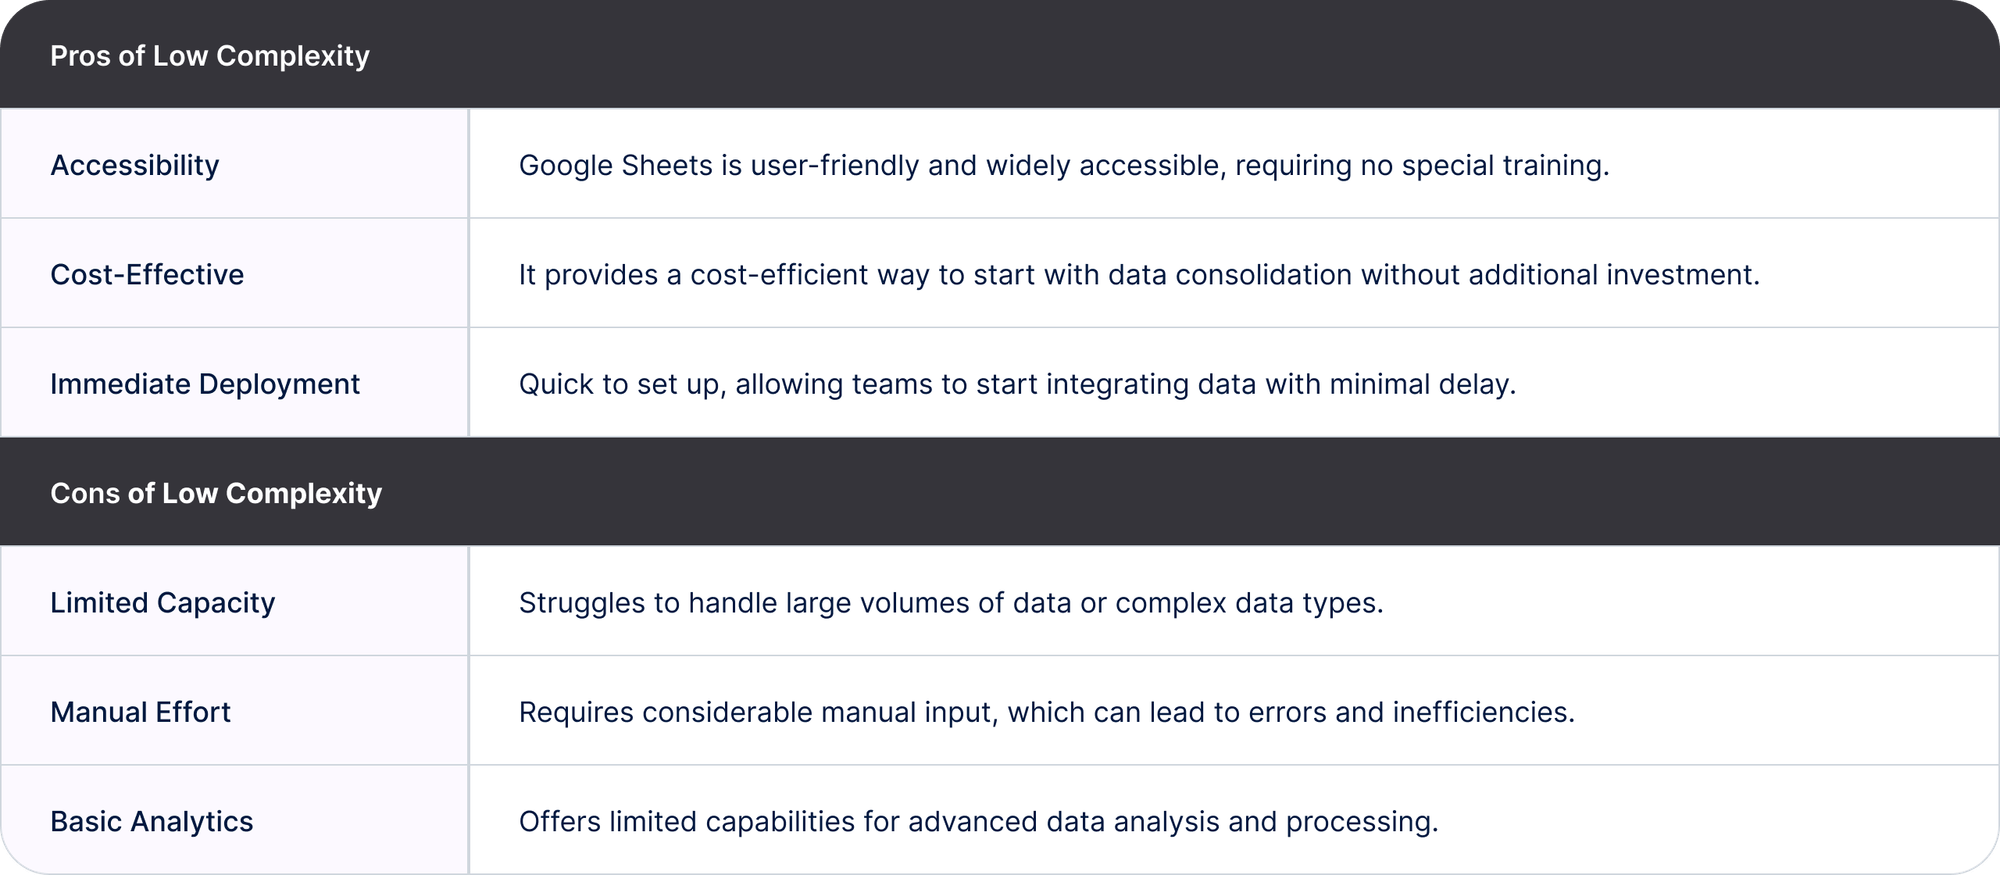 Pros of Low Complexity
Accessibility
Google Sheets is user-friendly and widely accessible, requiring no special training.
Cost-Effective
It provides a cost-efficient way to start with data consolidation without additional investment.
Immediate Deployment
Quick to set up, allowing teams to start integrating data with minimal delay.
Cons of Low Complexity
Limited Capacity
Struggles to handle large volumes of data or complex data types.
Manual Effort
Requires considerable manual input, which can lead to errors and inefficiencies.
Basic Analytics
Offers limited capabilities for advanced data analysis and processing.